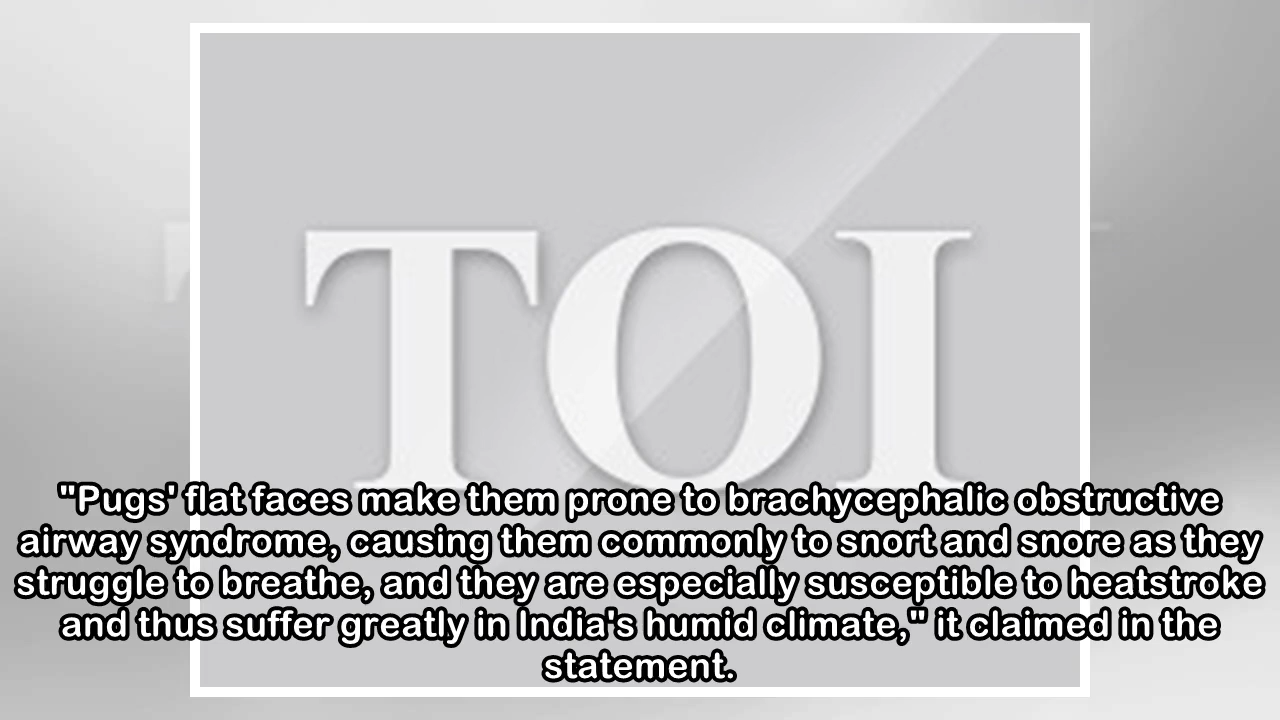 TOI
"Pugs' flat faces make them prone to brachycephalic obstructive
airway syndrome, causing them commonly to snort and snore as they
struggle to breathe, and they are especially susceptible to heatstroke
and thus suffer greatly in India's humid climate," it claimed in the
statement.